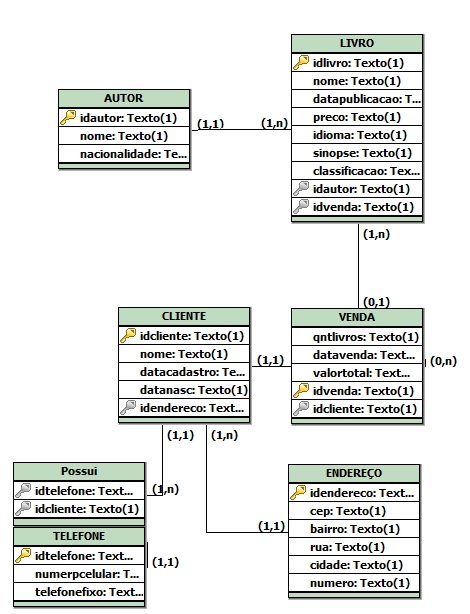 LIVRO
idlivro: Texto(1)
nome: Texto(1)
datapublicacao: T...
preco: Texto(1)
idioma: Texto(1)
sinopse: Texto(1)
classificacao: Tex...
idautor: Texto(1)
idvenda: Texto(1)
AUTOR
idautor: Texto(1)
nome: Texto(1)
nacionalidade: Te...
(1,1)
(1,n)
(1,n)
(0,1)
CLIENTE
idcliente: Texto(1)
nome: Texto(1)
datacadastro: Te...
datanasc: Texto(1)
idendereco: Text...
(1,1)
VENDA
qntlivros: Texto(1)
datavenda: Text...
valortotal: Text...
idvenda: Texto(1)
idcliente: Texto(1)
(0,n)
(1,1)
(1,n)
Possui
idtelefone: Text...
idcliente: Texto(1)
(1,n)
TELEFONE
idtelefone: Text...
numerpcelular: T...
telefonefixo: Text...
(1,1)
(1,1)
ENDEREÇO
idendereco: Text...
cep: Texto(1)
bairro: Texto(1)
rua: Texto(1)
cidade: Texto(1)
numero: Texto(1)